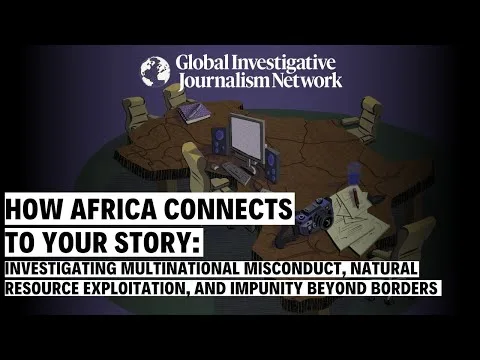 Global Investigative
Journalism Network
HOW AFRICA CONNECTS
TO YOUR STORY:
INVESTIGATING MULTINATIONAL MISCONDUCT, NATURAL
RESOURCE EXPLOITATION, AND IMPUNITY BEYOND BORDERS